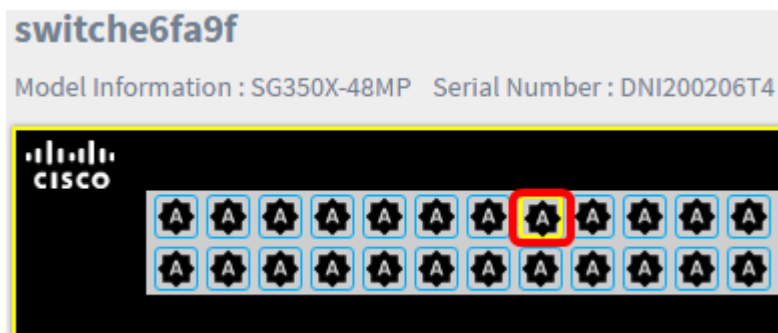 switche6fa9f
Model Information : SG350X-48MP Serial Number : DNI200206T4
CISCO
A A A A A A A A A A A A
A A A A A A A A A A A A